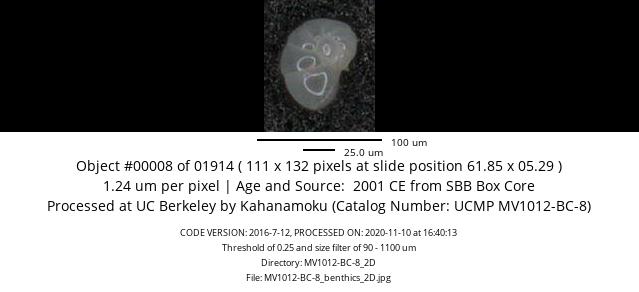 100 um
25.0 um
Object #00008 of 01914 ( 111 x 132 pixels at slide position 61.85 x 05.29 )
1.24 um per pixel | Age and Source:  2001 CE from SBB Box Core
Processed at UC Berkeley by Kahanamoku (Catalog Number: UCMP MV1012-BC-8)
CODE VERSION: 2016-7-12, PROCESSED ON: 2020-11-10 at 16:40:13
Threshold of 0.25 and size filter of 90 - 1100 um
Directory: MV1012-BC-8_2D
File: MV1012-BC-8_benthics_2D.jpg